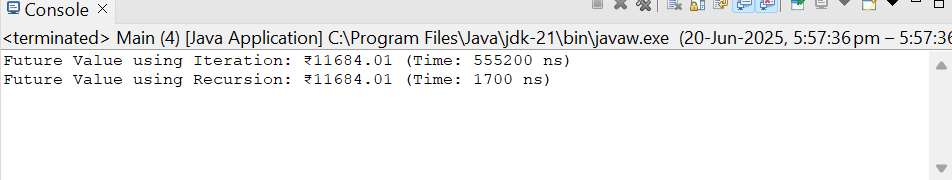 Console
<terminated> Main (4) [Java Application] C:\Program Files\Java\jdk-21\bin\javaw.exe (20-Jun-2025, 5:57:36 pm – 5:57:36
Future Value using Iteration: ₹11684.01 (Time: 555200 ns)
Future Value using Recursion: ₹11684.01 (Time: 1700 ns)